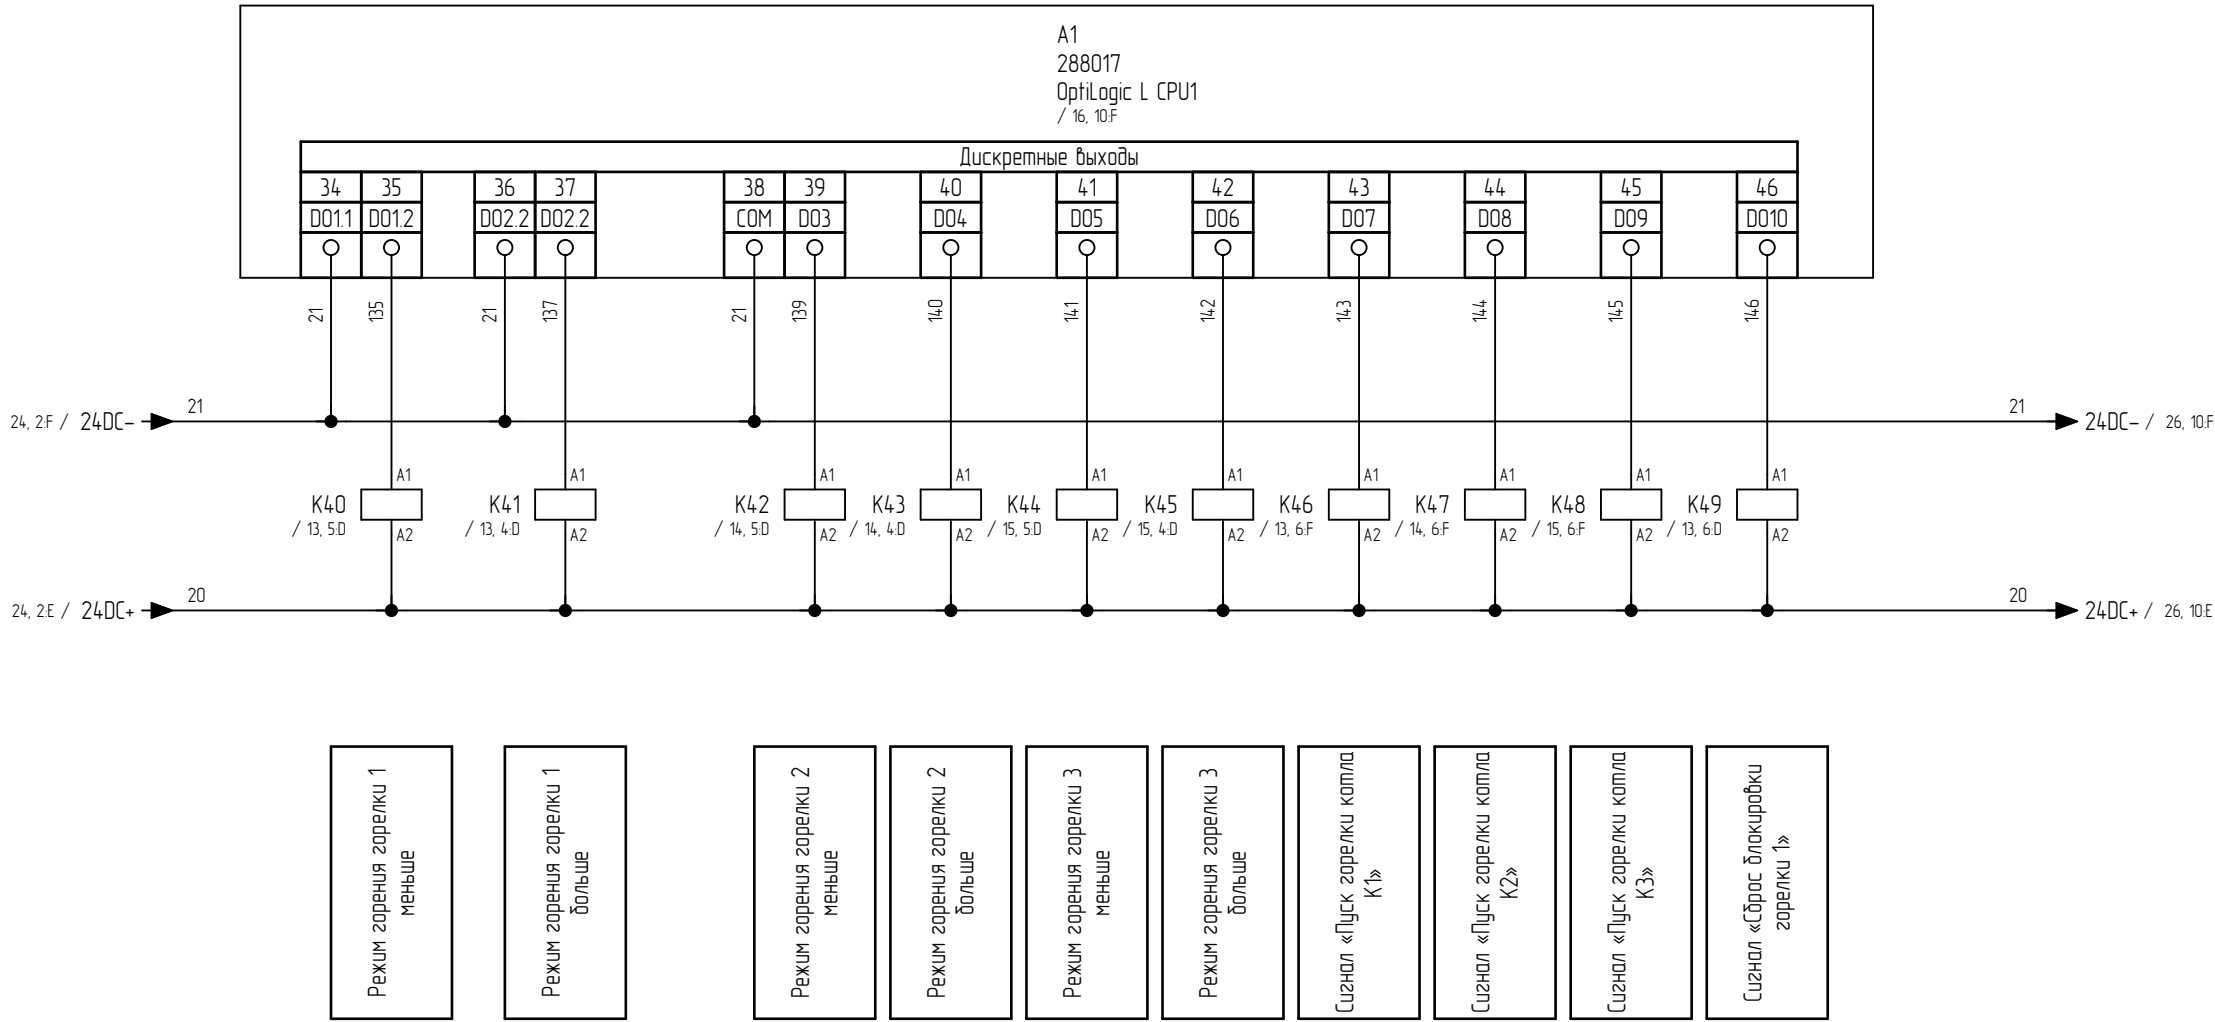 A1
288017
OptiLogic L CPU1
/ 16, 10:F
Дискретные выходы
34 35 36 37 38 39 40 41 42 43 44 45 46
DO1.1 DO1.2 DO2.2 DO2.2 COM DO3 DO4 DO5 DO6 DO7 DO8 DO9 DO10
21 135 21 137 21 139 140 141 142 143 144 145 146
24, 2:F / 24DC- 21 21 24DC- / 26, 10:F
A1 A1 A1 A1 A1 A1 A1 A1 A1 A1
K40 K41 K42 K43 K44 K45 K46 K47 K48 K49
/ 13, 5:D / 13, 4:D / 14, 5:D / 14, 4:D / 15, 5:D / 15, 4:D / 13, 6:F / 14, 6:F / 15, 6:F / 13, 6:D
A2 A2 A2 A2 A2 A2 A2 A2 A2 A2
24, 2:E / 24DC+ 20 20 24DC+ / 26, 10:E
Режим горения горелки 1
меньше
Режим горения горелки 1
больше
Режим горения горелки 2
меньше
Режим горения горелки 2
больше
Режим горения горелки 3
меньше
Режим горения горелки 3
больше
Сигнал «Пуск горелки котла
К1»
Сигнал «Пуск горелки котла
К2»
Сигнал «Пуск горелки котла
К3»
Сигнал «Сброс блокировки
горелки 1»